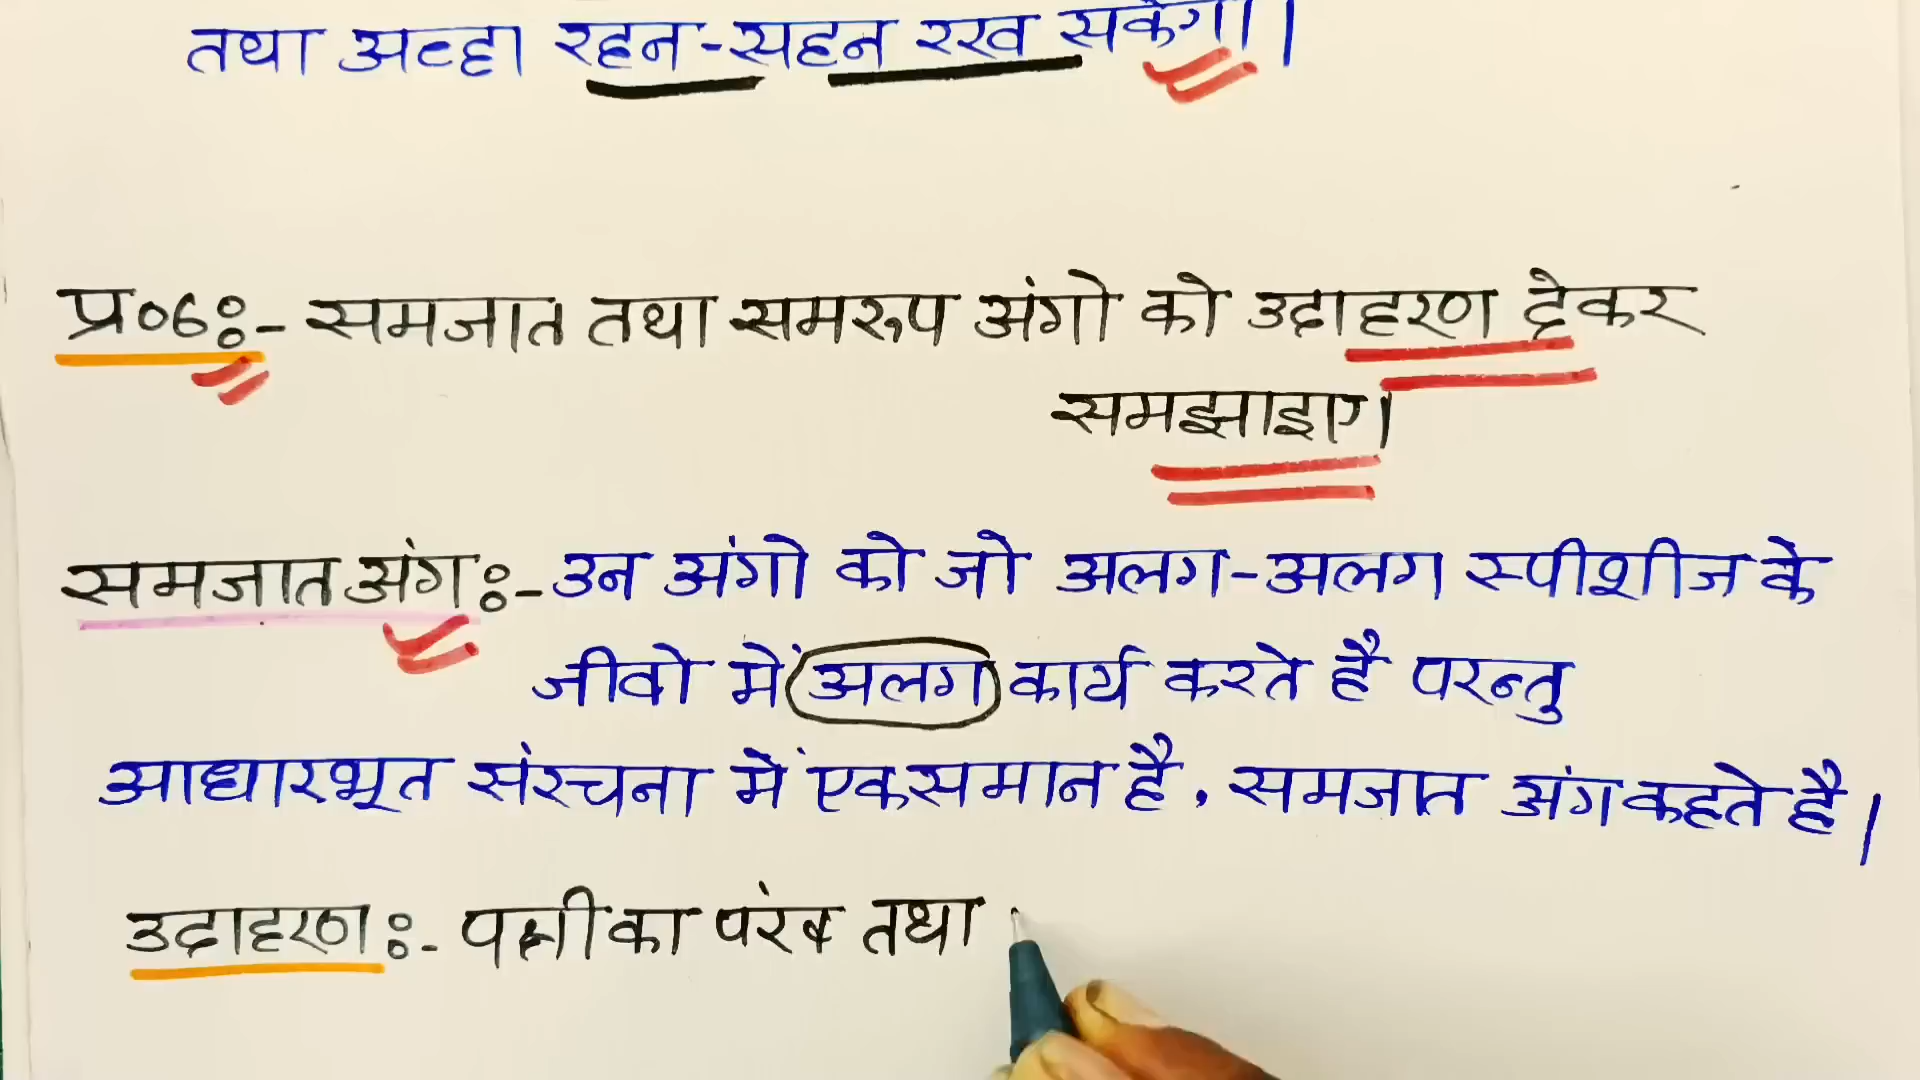 तथा अच्छा रहन-सहन रख सकेगा।
प्र०6ः- समजात तथा समरूप अंगो को उदाहरण देकर
समझाइए।
समजात अंगः- उन अंगो को जो अलग-अलग स्पीशीज के
जीवो में अलग कार्य करते है परन्तु
आधारभूत संरचना में एकसमान है, समजात अंग कहते है।
उदाहरणः- पक्षी का पंख तथा